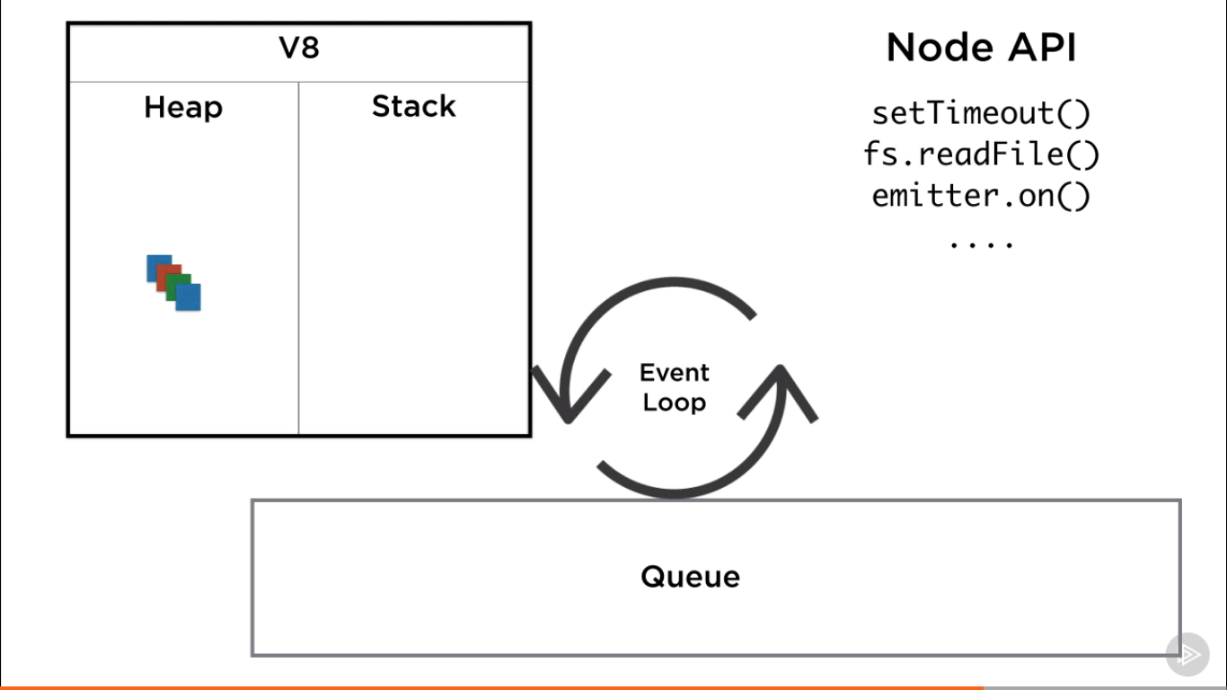 V8
Heap
Stack
Node API
setTimeout()
fs.readFile()
emitter.on()
....
Event
Loop
Queue